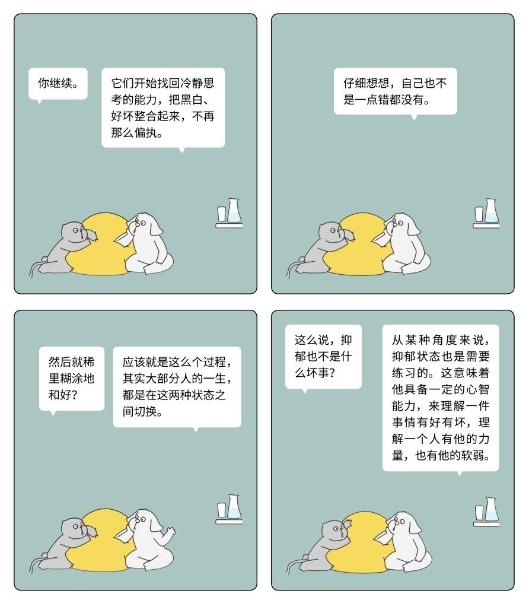 你继续。
它们开始找回冷静思
考的能力，把黑白、
好坏整合起来，不再
那么偏执。
仔细想想，自己也不
是一点错都没有。
然后就稀
里糊涂地
和好？
应该就是这么个过程，
其实大部分人的一生，
都是在这两种状态之
间切换。
这么说，抑
郁也不是什
么坏事？
从某种角度来说，
抑郁状态也是需要
练习的。这意味着
他具备一定的心智
能力，来理解一件
事情有好有坏，理
解一个人有他的力
量，也有他的软弱。